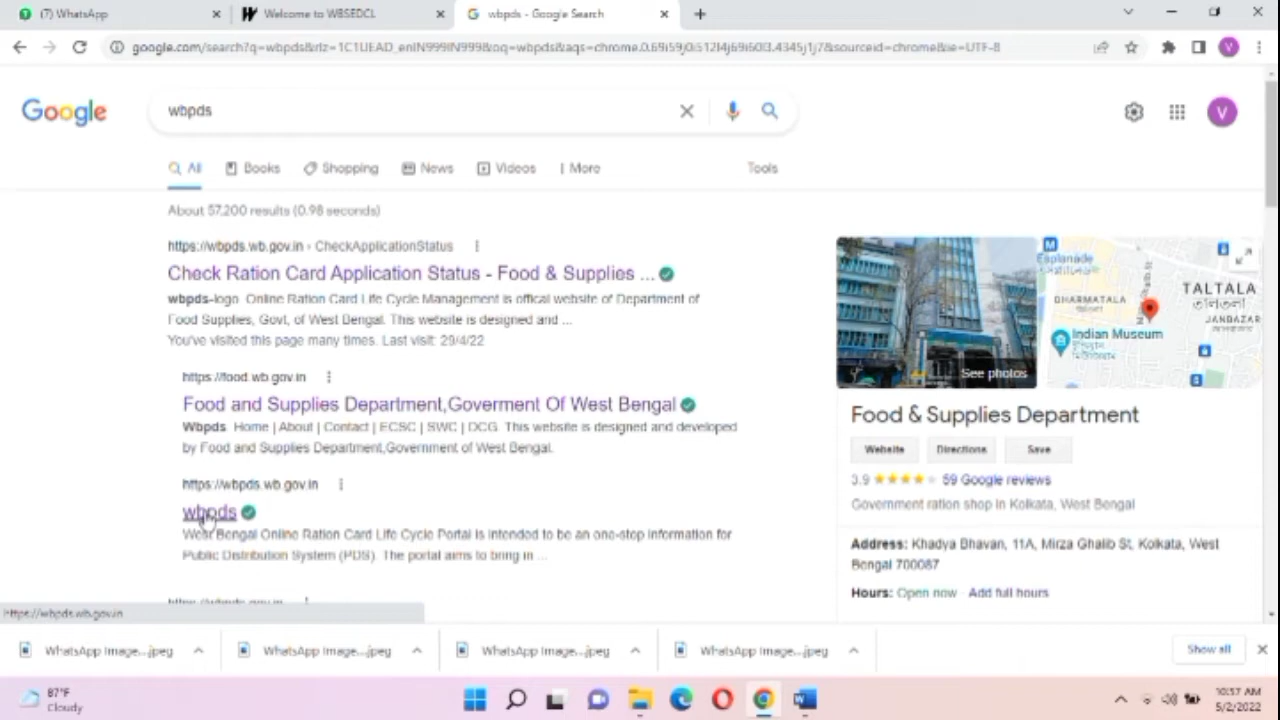 (7) WhatsApp
Welcome to WBSEDCL
wbpds - Google Search
google.com/search?q=wbpds&rlz=1C1UEAD_enIN999IN999&oq=wbpds&aqs=chrome.0.69i59j0i512l4j69i60l3.4345j1j7&sourceid=chrome&ie=UTF-8
V
Google
wbpds
V
All
Books
Shopping
News
Videos
More
Tools
About 57,200 results (0.98 seconds)
https://wbpds.wb.gov.in › CheckApplicationStatus
Check Ration Card Application Status - Food & Supplies ...
wbpds-logo Online Ration Card Life Cycle Management is offical website of Department of
Food Supplies, Govt, of West Bengal. This website is designed and ...
You've visited this page many times. Last visit: 29/4/22
https://food.wb.gov.in
Food and Supplies Department,Goverment Of West Bengal
Wbpds Home | About | Contact | ECSC | SWC | DCG. This website is designed and developed
by Food and Supplies Department,Government of West Bengal.
https://wbpds.wb.gov.in
wbpds
West Bengal Online Ration Card Life Cycle Portal is intended to be an one-stop information for
Public Distribution System (PDS). The portal aims to bring in ...
https://wbpds.wb.gov.in
See photos
M
Esplanade
TALTALA
DHARMATALA
JANBAZAR
Indian Museum
Food & Supplies Department
Website
Directions
Save
3.9
59 Google reviews
Government ration shop in Kolkata, West Bengal
Address: Khadya Bhavan, 11A, Mirza Ghalib St, Kolkata, West
Bengal 700087
Hours: Open now · Add full hours
WhatsApp Image....jpeg
WhatsApp Image....jpeg
WhatsApp Image....jpeg
WhatsApp Image....jpeg
Show all
87°F
Cloudy
10:57 AM
5/2/2022